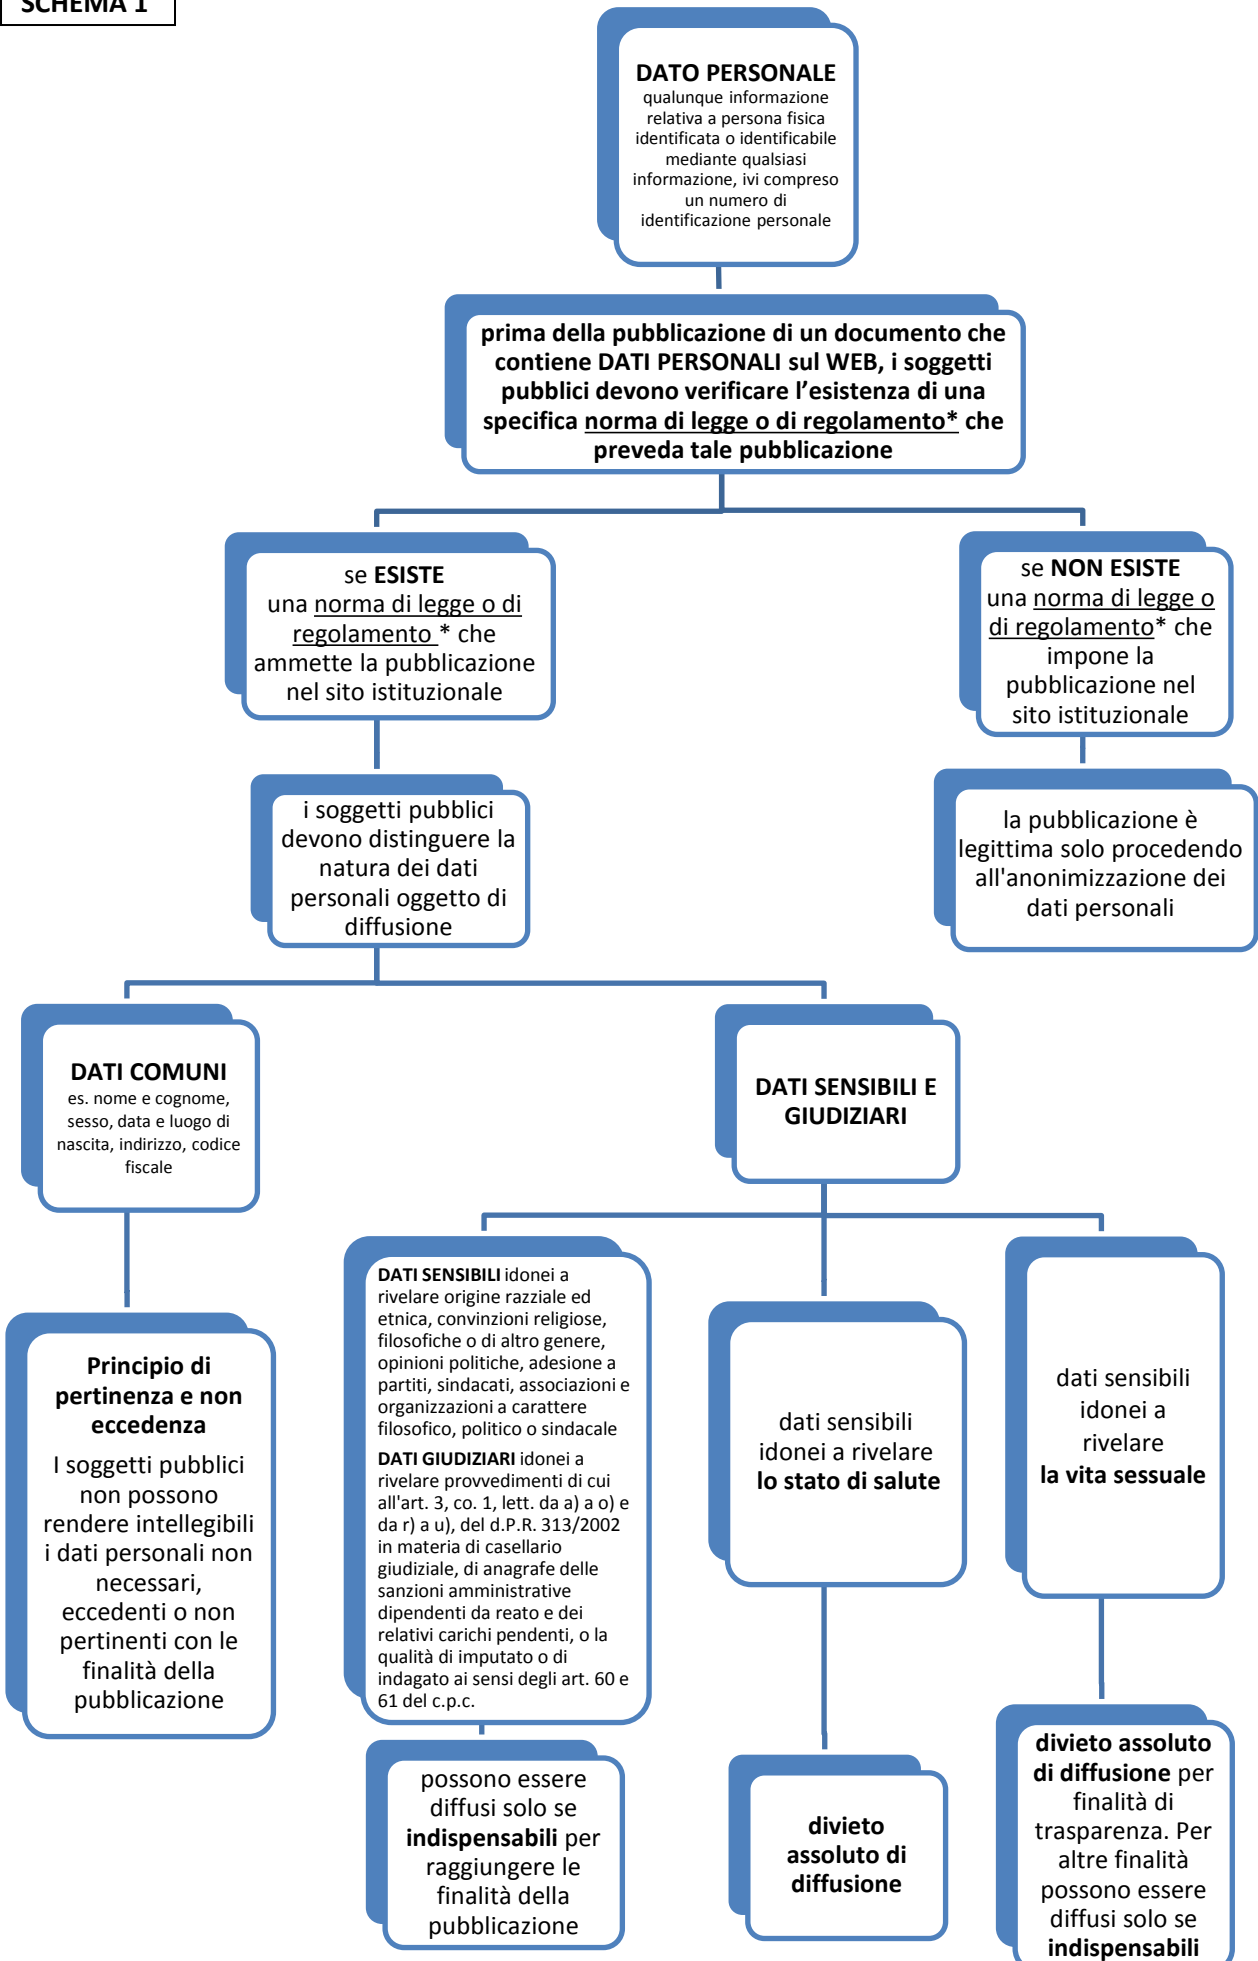 SCHEMA 1
DATO PERSONALE
qualunque informazione
relativa a persona fisica
identificata o identificabile
mediante qualsiasi
informazione, ivi compreso
un numero di
identificazione personale
prima della pubblicazione di un documento che
contiene DATI PERSONALI sul WEB, i soggetti
pubblici devono verificare l’esistenza di una
specifica norma di legge o di regolamento* che
preveda tale pubblicazione
se ESISTE
una norma di legge o di
regolamento * che
ammette la pubblicazione
nel sito istituzionale
se NON ESISTE
una norma di legge o
di regolamento* che
impone la
pubblicazione nel
sito istituzionale
i soggetti pubblici
devono distinguere la
natura dei dati
personali oggetto di
diffusione
la pubblicazione è
legittima solo procedendo
all'anonimizzazione dei
dati personali
DATI COMUNI
es. nome e cognome,
sesso, data e luogo di
nascita, indirizzo, codice
fiscale
DATI SENSIBILI E
GIUDIZIARI
Principio di
pertinenza e non
eccedenza
I soggetti pubblici
non possono
rendere intellegibili
i dati personali non
necessari,
eccedenti o non
pertinenti con le
finalità della
pubblicazione
DATI SENSIBILI idonei a
rivelare origine razziale ed
etnica, convinzioni religiose,
filosofiche o di altro genere,
opinioni politiche, adesione a
partiti, sindacati, associazioni e
organizzazioni a carattere
filosofico, politico o sindacale
DATI GIUDIZIARI idonei a
rivelare provvedimenti di cui
all'art. 3, co. 1, lett. da a) a o) e
da r) a u), del d.P.R. 313/2002
in materia di casellario
giudiziale, di anagrafe delle
sanzioni amministrative
dipendenti da reato e dei
relativi carichi pendenti, o la
qualità di imputato o di
indagato ai sensi degli art. 60 e
61 del c.p.c.
dati sensibili
idonei a rivelare
lo stato di salute
dati sensibili
idonei a
rivelare
la vita sessuale
possono essere
diffusi solo se
indispensabili per
raggiungere le
finalità della
pubblicazione
divieto
assoluto di
diffusione
divieto assoluto
di diffusione per
finalità di
trasparenza. Per
altre finalità
possono essere
diffusi solo se
indispensabili